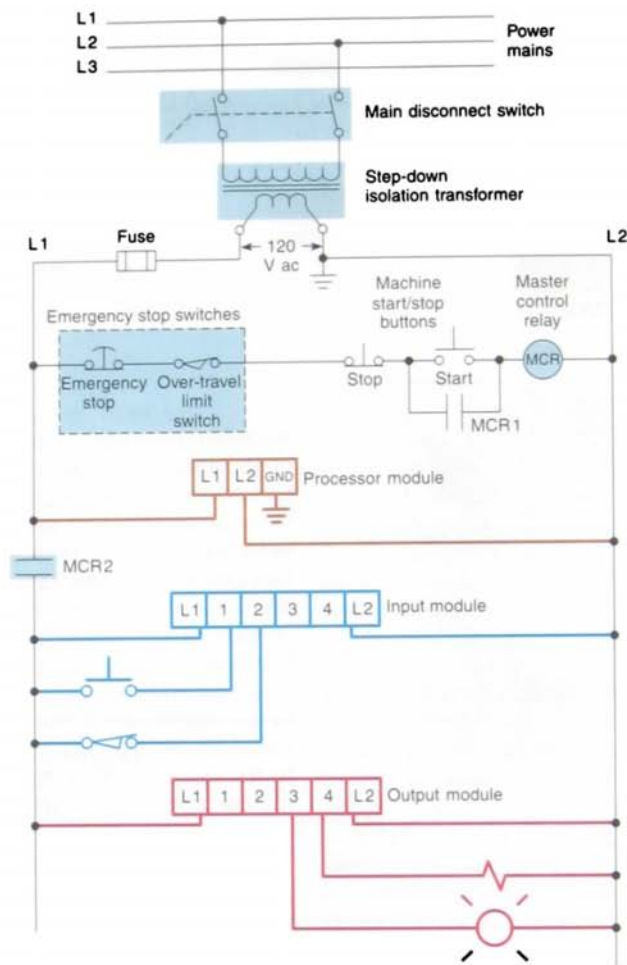 L1
L2
L3
Power
mains
Main disconnect switch
Step-down
isolation transformer
L1
Fuse
120
V ac
L2
Emergency stop switches
Emergency
stop
Over-travel
limit
switch
Machine
start/stop
buttons
Stop
Start
MCR1
Master
control
relay
MCR
L1 L2 GND
Processor module
MCR2
L1 1 2 3 4 L2
Input module
L1 1 2 3 4 L2
Output module